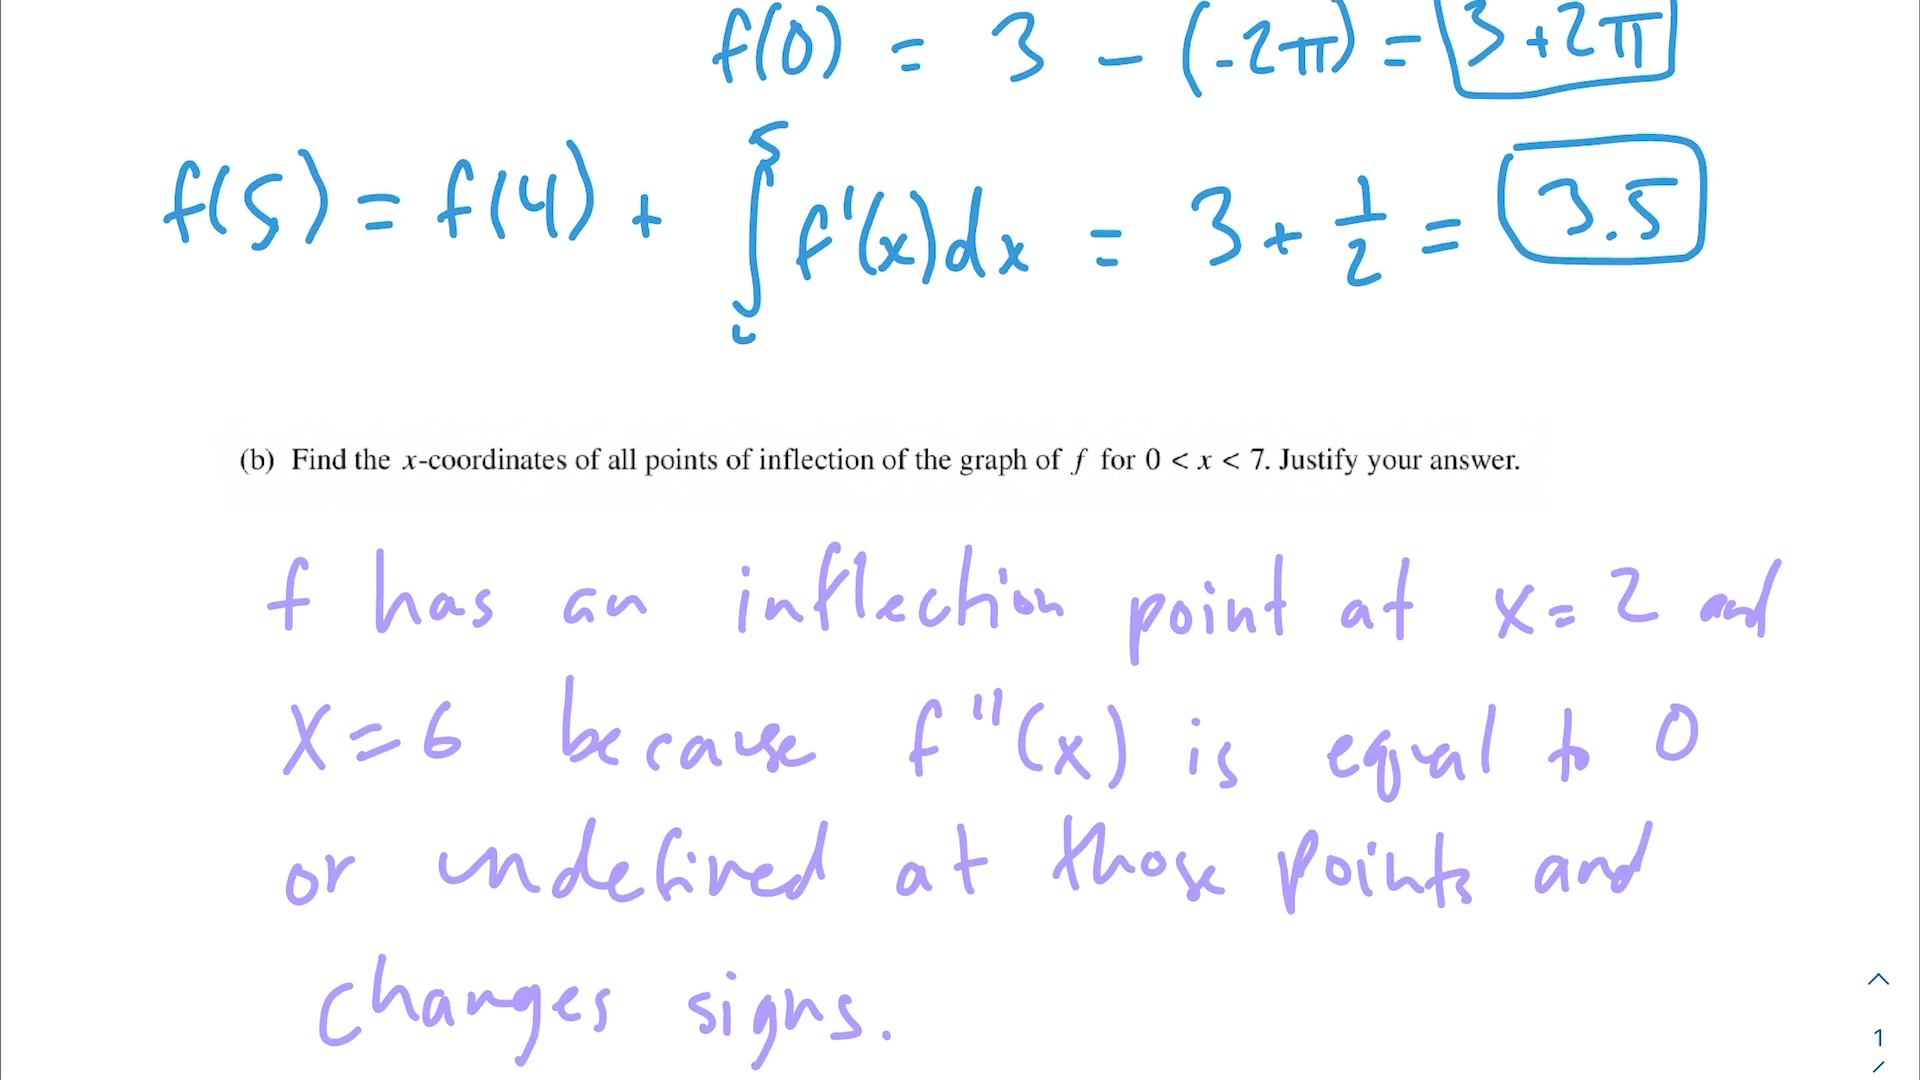 f(0) = 3 - (-2π) = 3 + 2π
f(5) = f(4) + ∫ 5 f'(x)dx = 3 + 1/2 = 3.5
(b) Find the x-coordinates of all points of inflection of the graph of f for 0 < x < 7. Justify your answer.
f has an inflection point at x = 2 and
x = 6 because f''(x) is equal to 0
or undefined at those points and
changes signs.
1